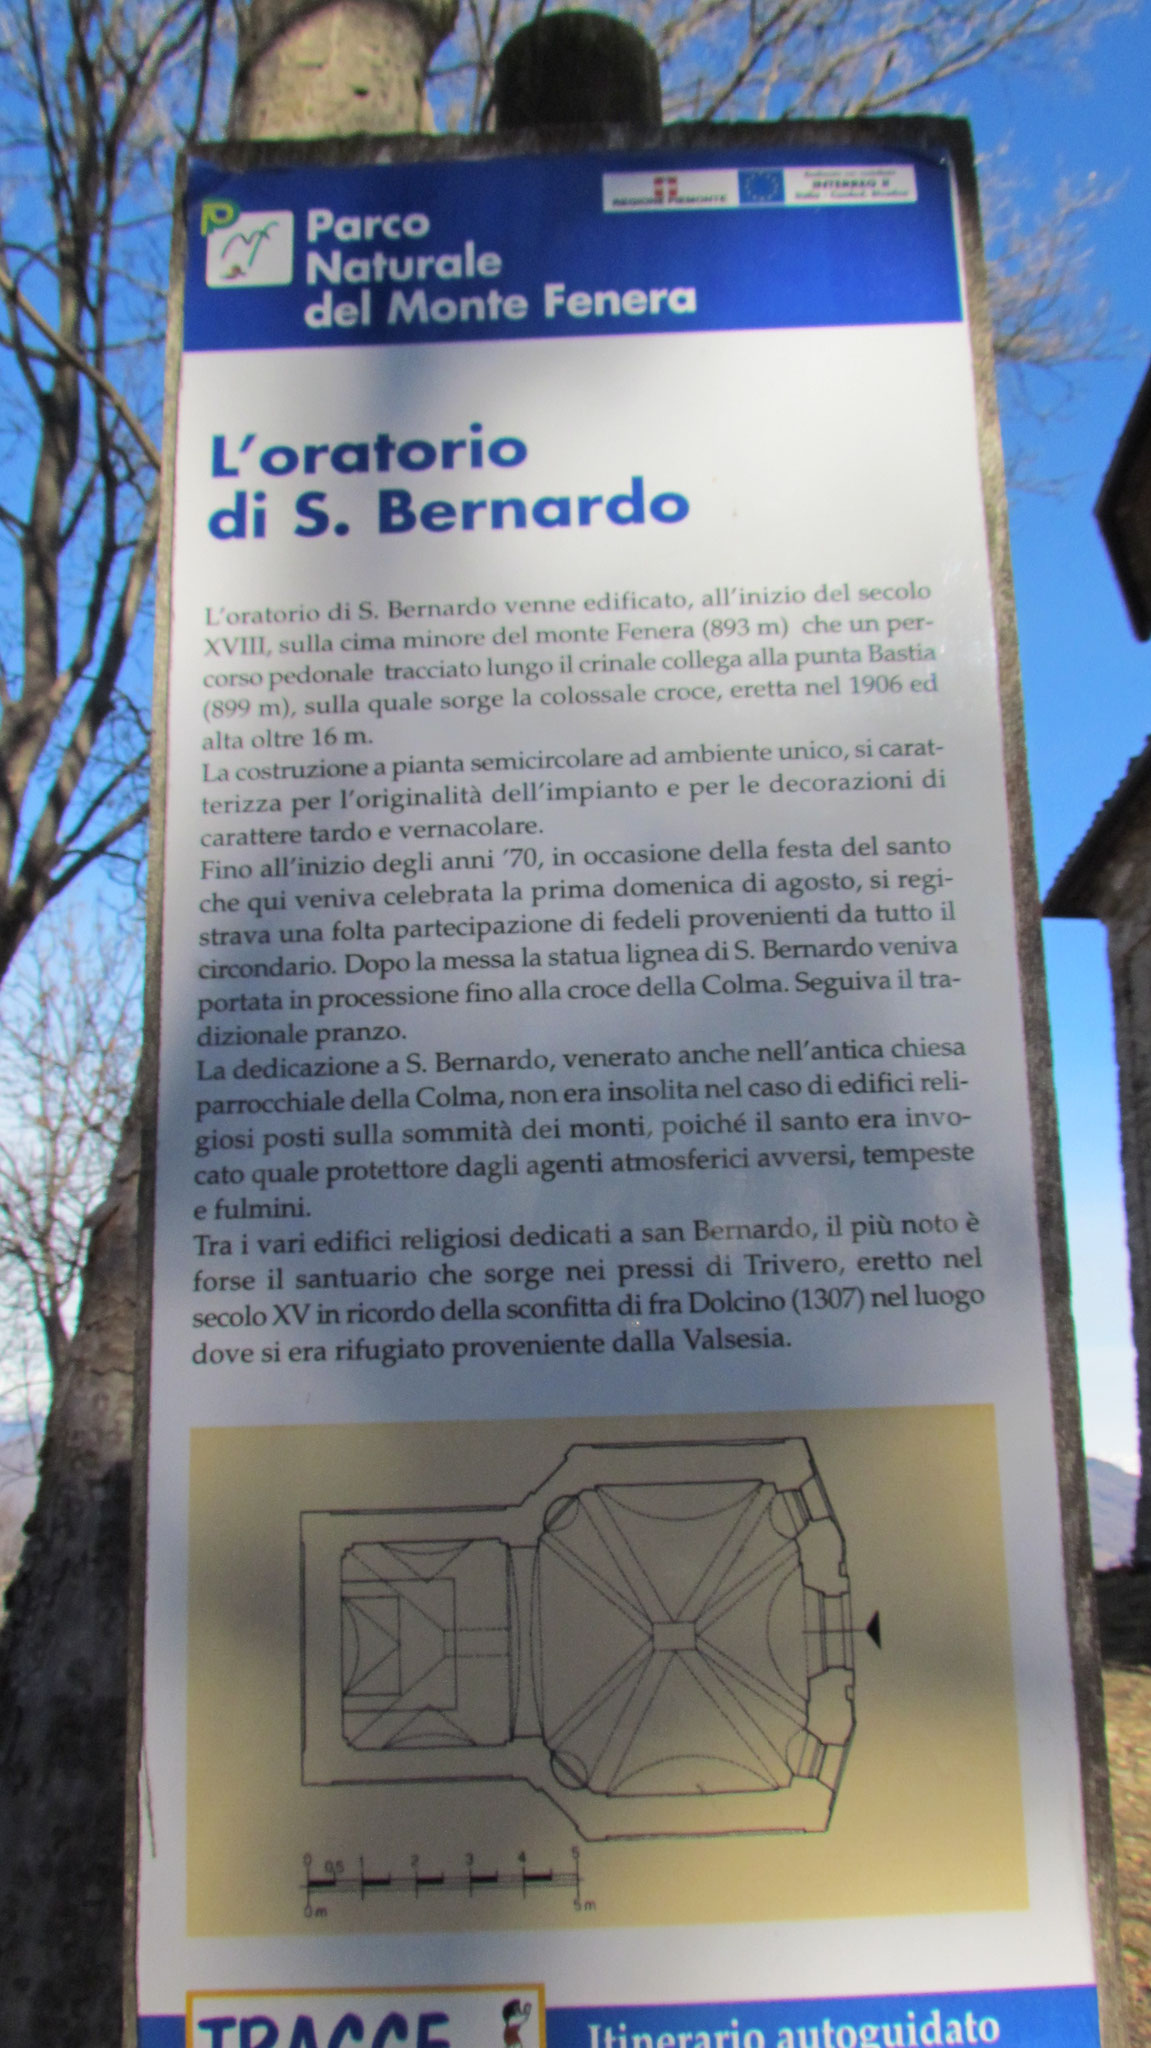 Parco
Naturale
del Monte Fenera
REGIONE PIEMONTE
INTERREG II
L'oratorio
di S. Bernardo
L'oratorio di S. Bernardo venne edificato, all'inizio del secolo
XVIII, sulla cima minore del monte Fenera (893 m) che un per-
corso pedonale tracciato lungo il crinale collega alla punta Bastia
(899 m), sulla quale sorge la colossale croce, eretta nel 1906 ed
alta oltre 16 m.
La costruzione a pianta semicircolare ad ambiente unico, si carat-
terizza per l'originalità dell'impianto e per le decorazioni di
carattere tardo e vernacolare.
Fino all'inizio degli anni '70, in occasione della festa del santo
che qui veniva celebrata la prima domenica di agosto, si regi-
strava una folta partecipazione di fedeli provenienti da tutto il
circondario. Dopo la messa la statua lignea di S. Bernardo veniva
portata in processione fino alla croce della Colma. Seguiva il tra-
dizionale pranzo.
La dedicazione a S. Bernardo, venerato anche nell'antica chiesa
parrocchiale della Colma, non era insolita nel caso di edifici reli-
giosi posti sulla sommità dei monti, poiché il santo era invo-
cato quale protettore dagli agenti atmosferici avversi, tempeste
e fulmini.
Tra i vari edifici religiosi dedicati a san Bernardo, il più noto è
forse il santuario che sorge nei pressi di Trivero, eretto nel
secolo XV in ricordo della sconfitta di fra Dolcino (1307) nel luogo
dove si era rifugiato proveniente dalla Valsesia.
0 0,5 1 2 3 4 5
0m 5m
TRACCE
Itinerario autoguidato